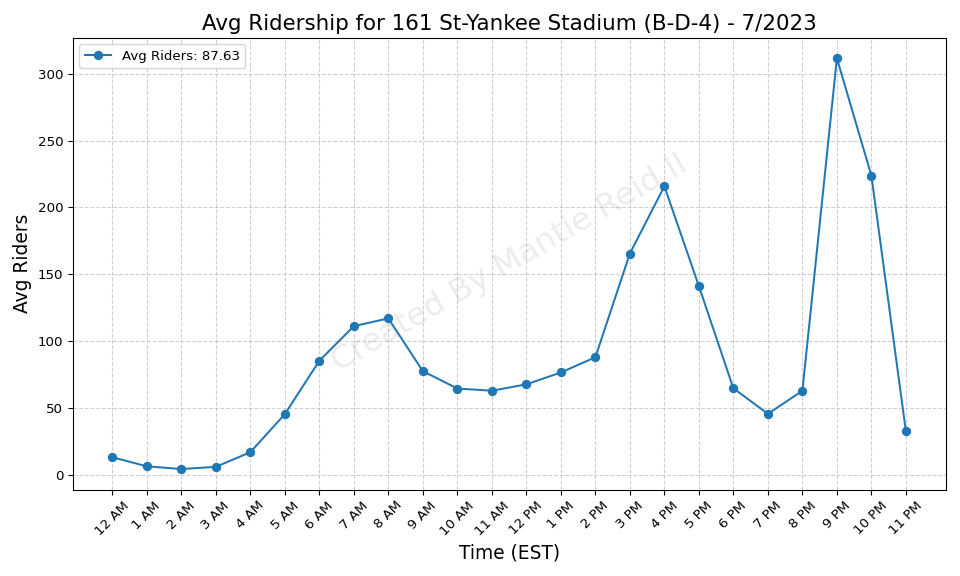 Avg Ridership for 161 St-Yankee Stadium (B-D-4) - 7/2023
Avg Riders: 87.63
300
250
200
150
100
50
0
Avg Riders
Created By Mantle Reid II
12 AM
1 AM
2 AM
3 AM
4 AM
5 AM
6 AM
7 AM
8 AM
9 AM
10 AM
11 AM
12 PM
1 PM
2 PM
3 PM
4 PM
5 PM
6 PM
7 PM
8 PM
9 PM
10 PM
11 PM
Time (EST)